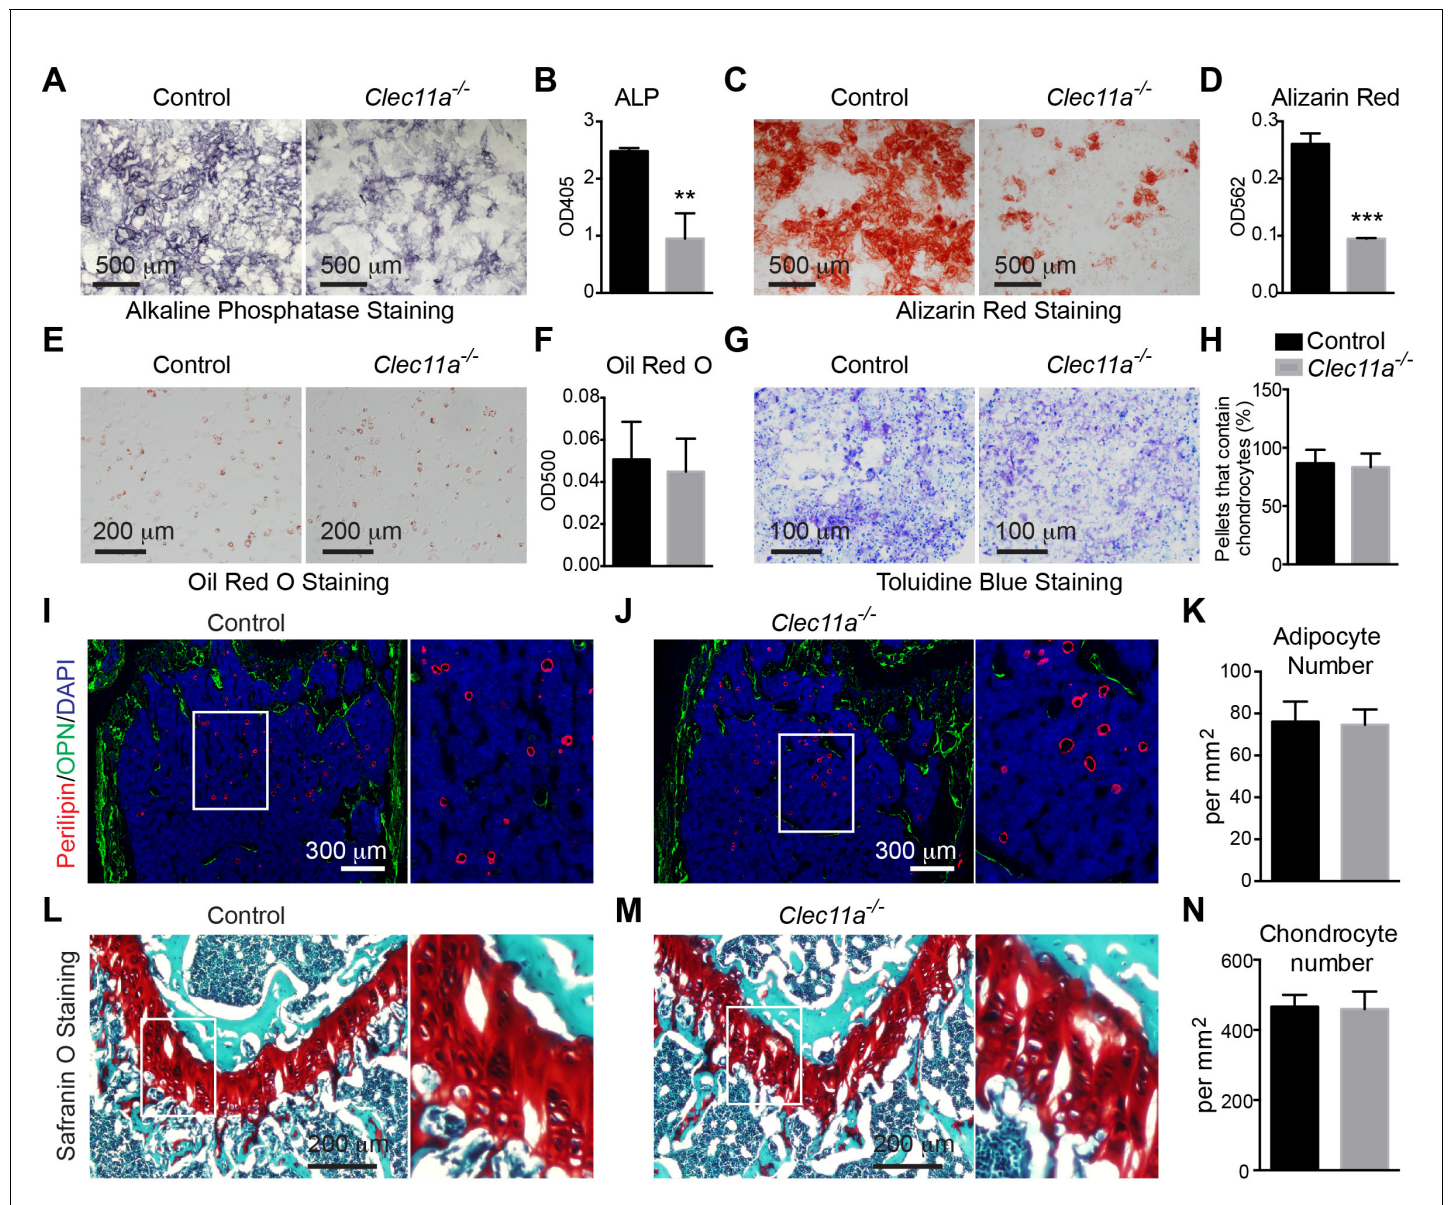 A
Control
Clec11a-/-
500 μm
500 μm
Alkaline Phosphatase Staining
B
ALP
OD405
3
2
1
0
**
C
Control
Clec11a-/-
500 μm
500 μm
Alizarin Red Staining
D
Alizarin Red
OD562
0.3
0.2
0.1
0.0
***
E
Control
Clec11a-/-
200 μm
200 μm
Oil Red O Staining
F
Oil Red O
OD500
0.08
0.06
0.04
0.02
0.00
G
Control
Clec11a-/-
100 μm
100 μm
Toluidine Blue Staining
H
Control
Clec11a-/-
Pellets that contain
chondrocytes (%)
150
100
50
0
I
Control
Perilipin/OPN/DAPI
300 μm
J
Clec11a-/-
300 μm
K
Adipocyte
Number
per mm2
100
80
60
40
20
0
L
Control
Safranin O Staining
200 μm
M
Clec11a-/-
200 μm
N
Chondrocyte
number
per mm2
600
400
200
0